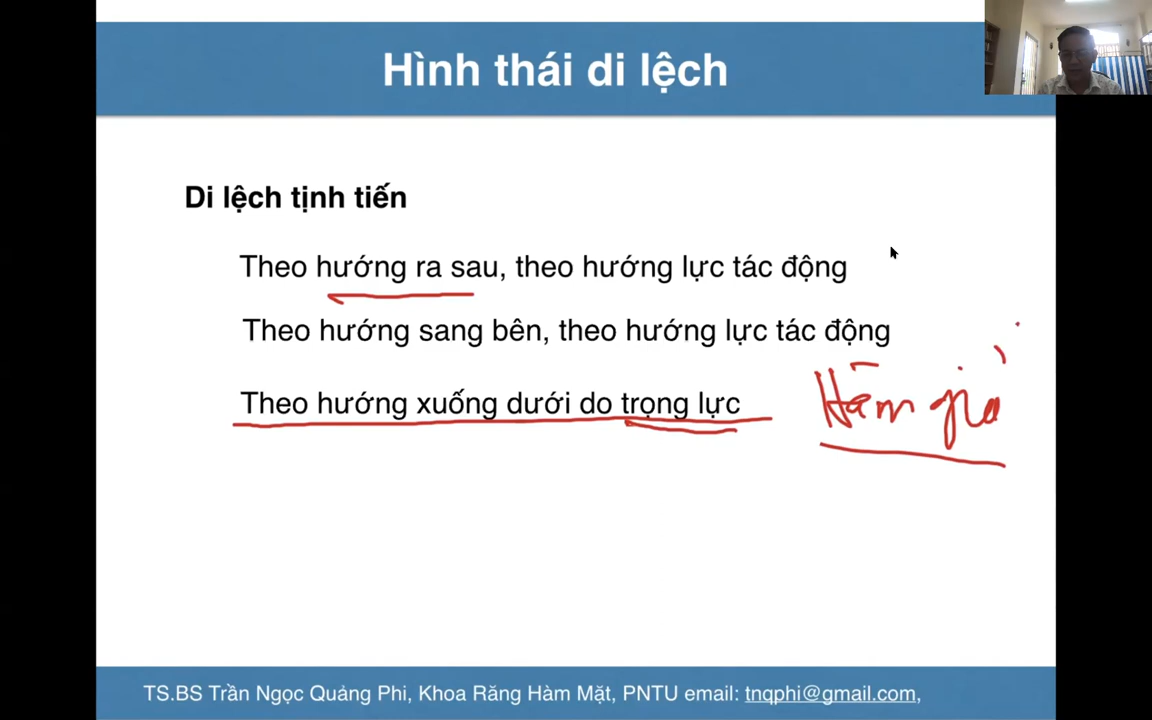 Hình thái di lệch
Di lệch tịnh tiến
Theo hướng ra sau, theo hướng lực tác động
Theo hướng sang bên, theo hướng lực tác động
Theo hướng xuống dưới do trọng lực
Hàm giả
TS.BS Trần Ngọc Quảng Phi, Khoa Răng Hàm Mặt, PNTU email: tnqphi@gmail.com,